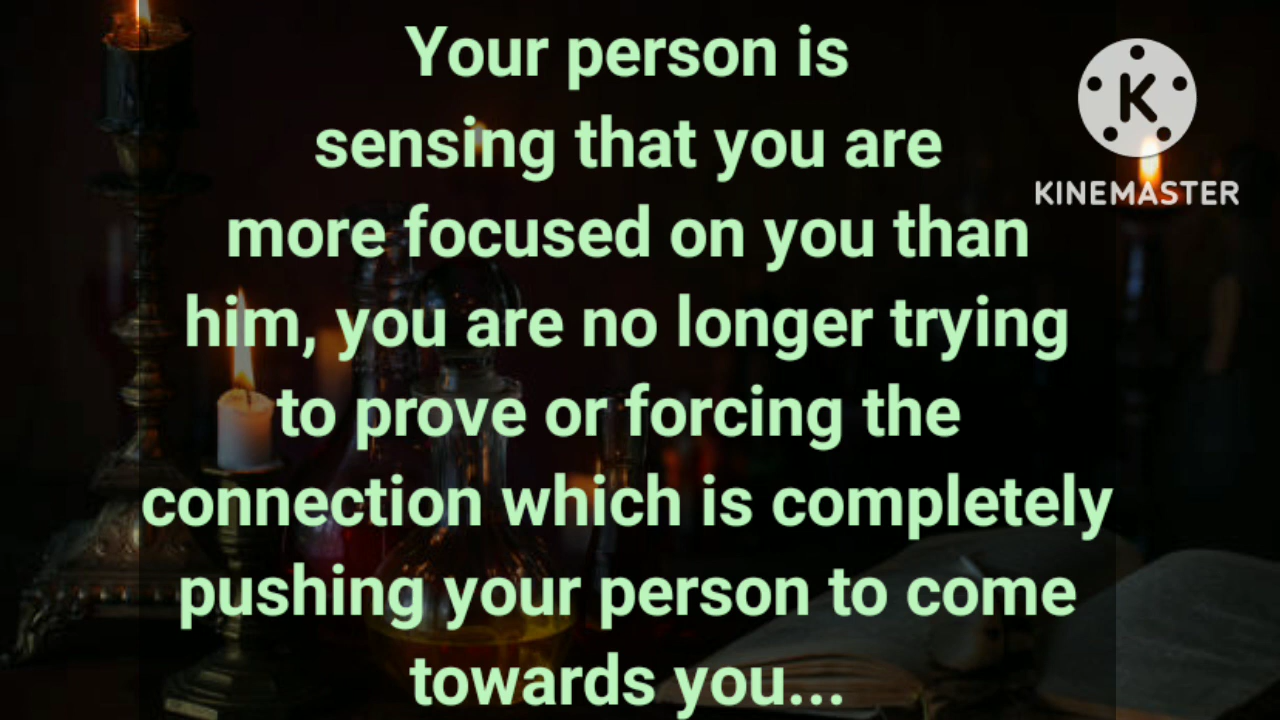 Your person is
sensing that you are
more focused on you than
him, you are no longer trying
to prove or forcing the
connection which is completely
pushing your person to come
towards you...
K
KINEMASTER